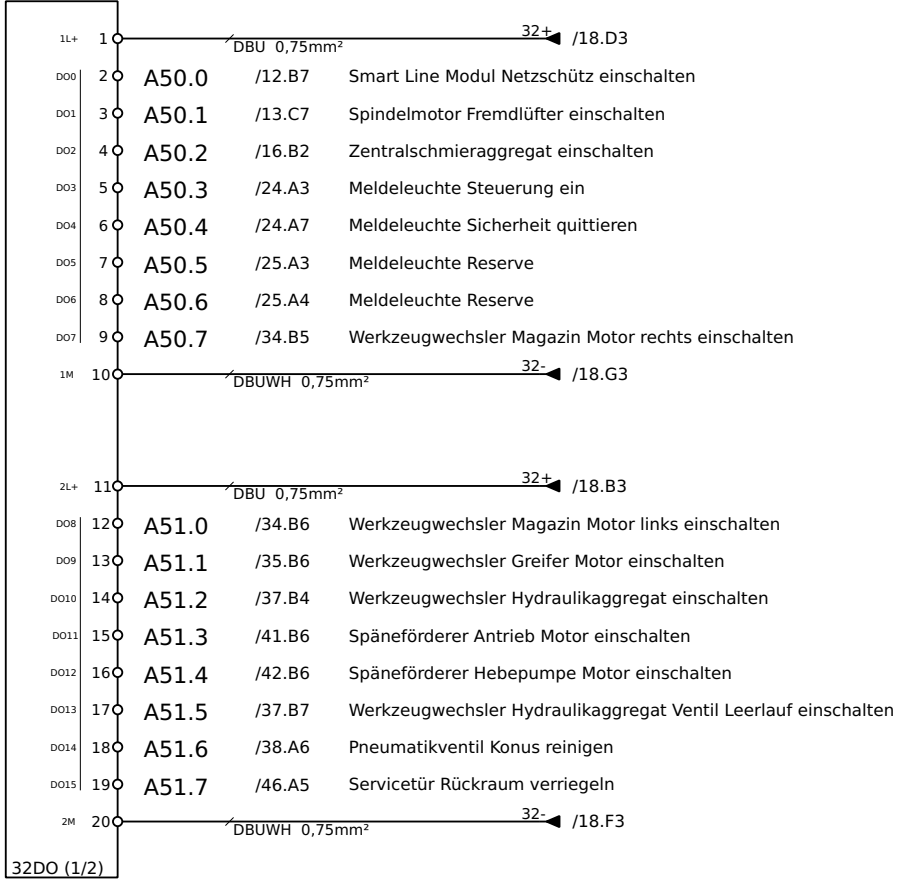 1L+ 1 32+ /18.D3
DBU 0,75mm²
DO0 2 A50.0 /12.B7 Smart Line Modul Netzschütz einschalten
DO1 3 A50.1 /13.C7 Spindelmotor Fremdlüfter einschalten
DO2 4 A50.2 /16.B2 Zentralschmieraggregat einschalten
DO3 5 A50.3 /24.A3 Meldeleuchte Steuerung ein
DO4 6 A50.4 /24.A7 Meldeleuchte Sicherheit quittieren
DO5 7 A50.5 /25.A3 Meldeleuchte Reserve
DO6 8 A50.6 /25.A4 Meldeleuchte Reserve
DO7 9 A50.7 /34.B5 Werkzeugwechsler Magazin Motor rechts einschalten
1M 10 32- /18.G3
DBUWH 0,75mm²
2L+ 11 32+ /18.B3
DBU 0,75mm²
DO8 12 A51.0 /34.B6 Werkzeugwechsler Magazin Motor links einschalten
DO9 13 A51.1 /35.B6 Werkzeugwechsler Greifer Motor einschalten
DO10 14 A51.2 /37.B4 Werkzeugwechsler Hydraulikaggregat einschalten
DO11 15 A51.3 /41.B6 Späneförderer Antrieb Motor einschalten
DO12 16 A51.4 /42.B6 Späneförderer Hebepumpe Motor einschalten
DO13 17 A51.5 /37.B7 Werkzeugwechsler Hydraulikaggregat Ventil Leerlauf einschalten
DO14 18 A51.6 /38.A6 Pneumatikventil Konus reinigen
DO15 19 A51.7 /46.A5 Servicetür Rückraum verriegeln
2M 20 32- /18.F3
DBUWH 0,75mm²
32DO (1/2)